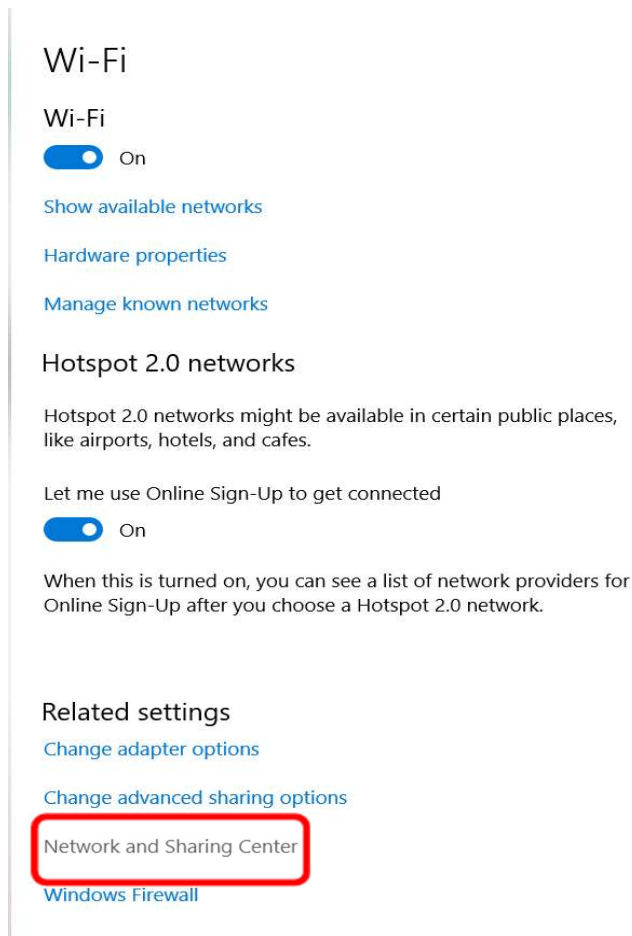 Wi-Fi
Wi-Fi
On
Show available networks
Hardware properties
Manage known networks
Hotspot 2.0 networks
Hotspot 2.0 networks might be available in certain public places,
like airports, hotels, and cafes.
Let me use Online Sign-Up to get connected
On
When this is turned on, you can see a list of network providers for
Online Sign-Up after you choose a Hotspot 2.0 network.
Related settings
Change adapter options
Change advanced sharing options
Network and Sharing Center
Windows Firewall